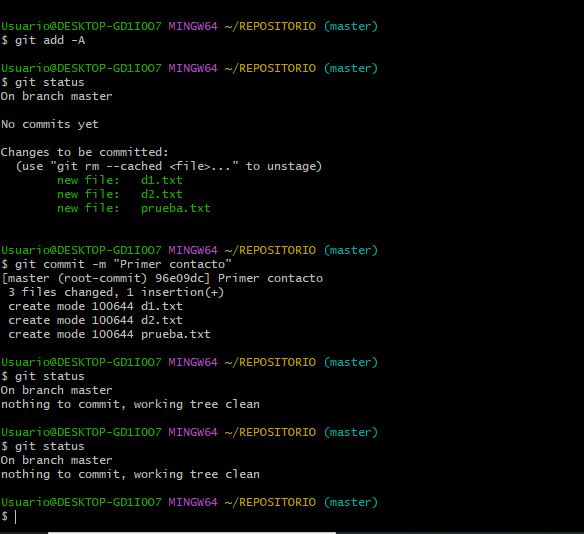 Usuario@DESKTOP-GD1IOO7 MINGW64 ~/REPOSITORIO (master)
$ git add -A
Usuario@DESKTOP-GD1IOO7 MINGW64 ~/REPOSITORIO (master)
$ git status
On branch master
No commits yet
Changes to be committed:
  (use "git rm --cached <file>..." to unstage)
        new file:   d1.txt
        new file:   d2.txt
        new file:   prueba.txt
Usuario@DESKTOP-GD1IOO7 MINGW64 ~/REPOSITORIO (master)
$ git commit -m "Primer contacto"
[master (root-commit) 96e09dc] Primer contacto
 3 files changed, 1 insertion(+)
 create mode 100644 d1.txt
 create mode 100644 d2.txt
 create mode 100644 prueba.txt
Usuario@DESKTOP-GD1IOO7 MINGW64 ~/REPOSITORIO (master)
$ git status
On branch master
nothing to commit, working tree clean
Usuario@DESKTOP-GD1IOO7 MINGW64 ~/REPOSITORIO (master)
$ git status
On branch master
nothing to commit, working tree clean
Usuario@DESKTOP-GD1IOO7 MINGW64 ~/REPOSITORIO (master)
$